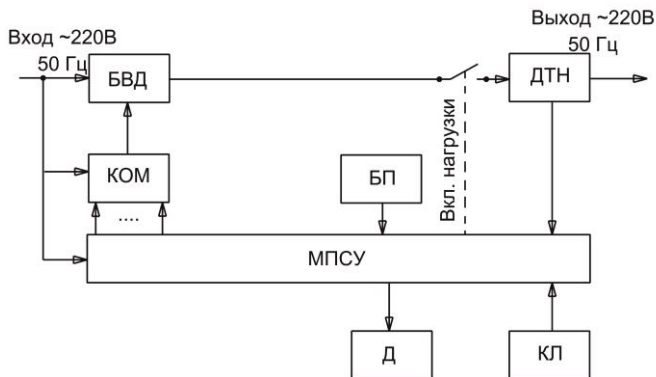 Вход ~220В
50 Гц
Выход ~220В
50 Гц
БВД
ДТН
КОМ
....
БП
Вкл. нагрузки
МПСУ
Д
КЛ